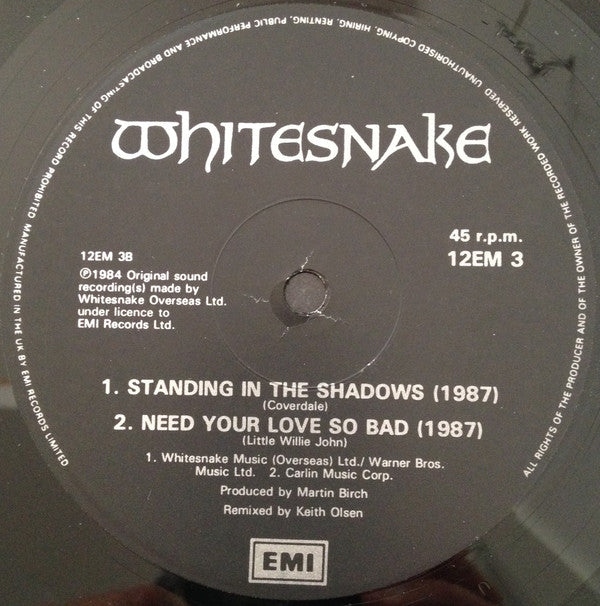 UNAUTHORISED COPYING, HIRING, RENTING, PUBLIC PERFORMANCE AND BROADCASTING OF THIS RECORD PROHIBITED. MANUFACTURED IN THE UK BY EMI RECORDS LIMITED
ALL RIGHTS OF THE PRODUCER AND OF THE OWNER OF THE RECORDED WORK RESERVED
WHITESNAKE
12EM 3B
℗1984 Original sound
recording(s) made by
Whitesnake Overseas Ltd.
under licence to
EMI Records Ltd.
45 r.p.m.
12EM 3
1. STANDING IN THE SHADOWS (1987)
(Coverdale)
2. NEED YOUR LOVE SO BAD (1987)
(Little Willie John)
1. Whitesnake Music (Overseas) Ltd./ Warner Bros.
Music Ltd. 2. Carlin Music Corp.
Produced by Martin Birch
Remixed by Keith Olsen
EMI